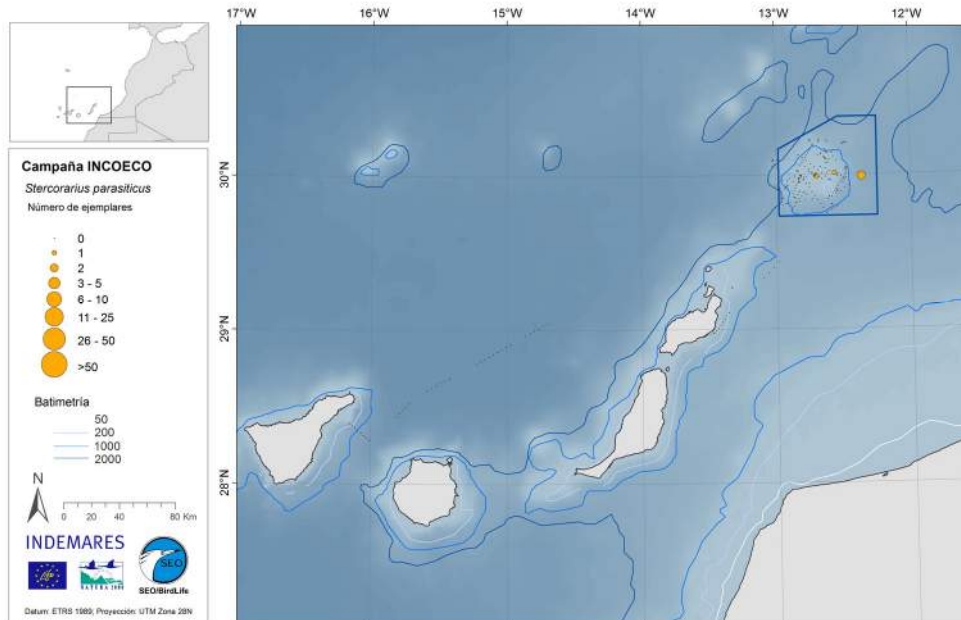 17°W 16°W 15°W 14°W 13°W 12°W
30°N
29°N
28°N
Campaña INCOECO
Stercorarius parasiticus
Número de ejemplares
0
1
2
3 - 5
6 - 10
11 - 25
26 - 50
>50
Batimetría
50
200
1000
2000
N
0 20 40 80 Km
INDEMARES
NATURA 2000
SEO
SEO/BirdLife
Datum: ETRS 1989; Proyección: UTM Zona 28N